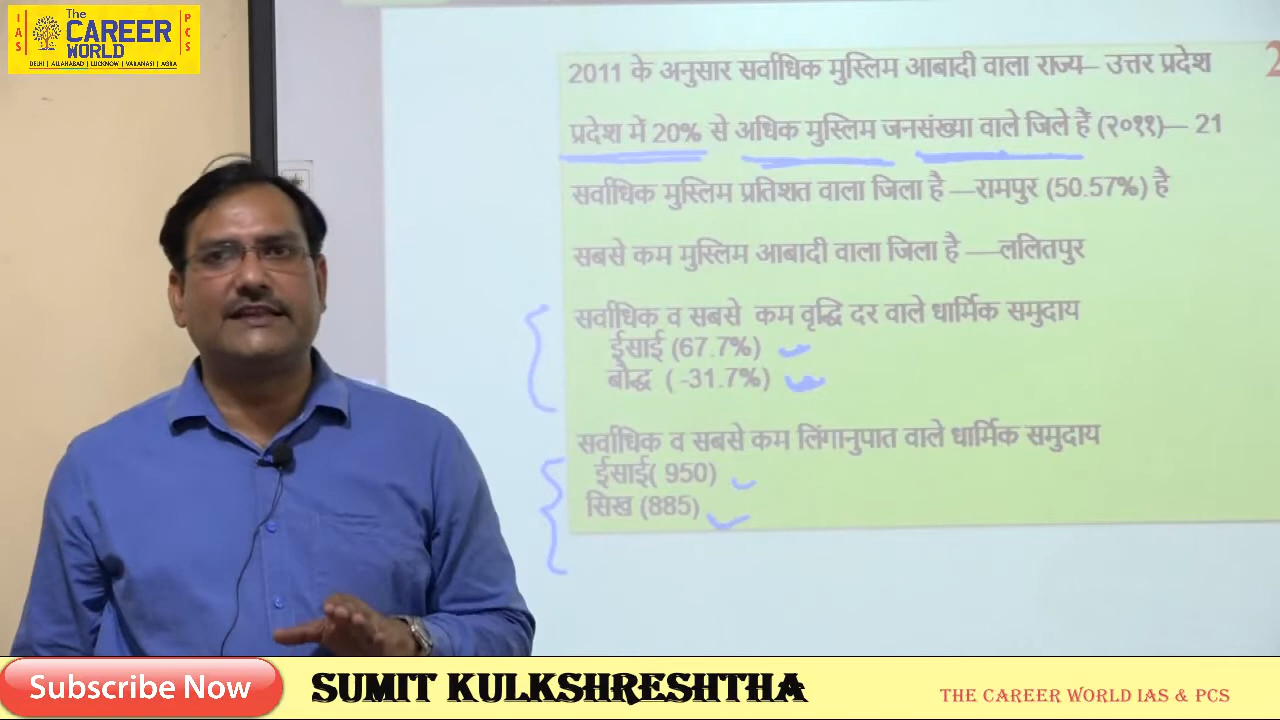 The
CAREER
WORLD
IAS
PCS
DELHI | ALLAHABAD | LUCKNOW | VARANASI | AGRA
2011 के अनुसार सर्वाधिक मुस्लिम आबादी वाला राज्य– उत्तर प्रदेश
2
प्रदेश में 20% से अधिक मुस्लिम जनसंख्या वाले जिले हैं (२०११)— 21
सर्वाधिक मुस्लिम प्रतिशत वाला जिला है —रामपुर (50.57%) है
सबसे कम मुस्लिम आबादी वाला जिला है —ललितपुर
सर्वाधिक व सबसे कम वृद्धि दर वाले धार्मिक समुदाय
ईसाई (67.7%)
बौद्ध ( -31.7%)
सर्वाधिक व सबसे कम लिंगानुपात वाले धार्मिक समुदाय
ईसाई( 950)
सिख (885)
Subscribe Now
SUMIT KULKSHRESHTHA
THE CAREER WORLD IAS & PCS